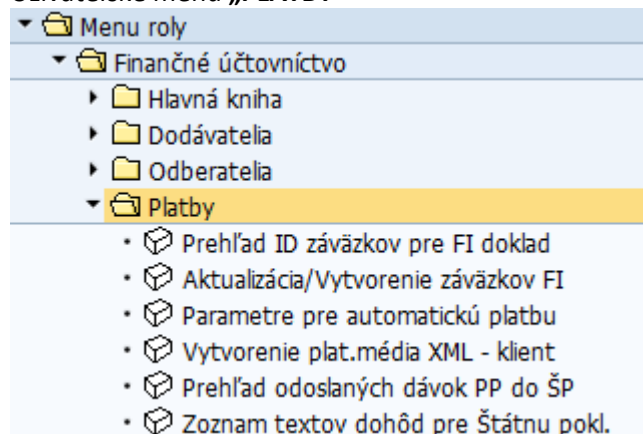 Menu roly
Finančné účtovníctvo
Hlavná kniha
Dodávatelia
Odberatelia
Platby
Prehľad ID záväzkov pre FI doklad
Aktualizácia/Vytvorenie záväzkov FI
Parametre pre automatickú platbu
Vytvorenie plat.média XML - klient
Prehľad odoslaných dávok PP do ŠP
Zoznam textov dohôd pre Štátnu pokl.